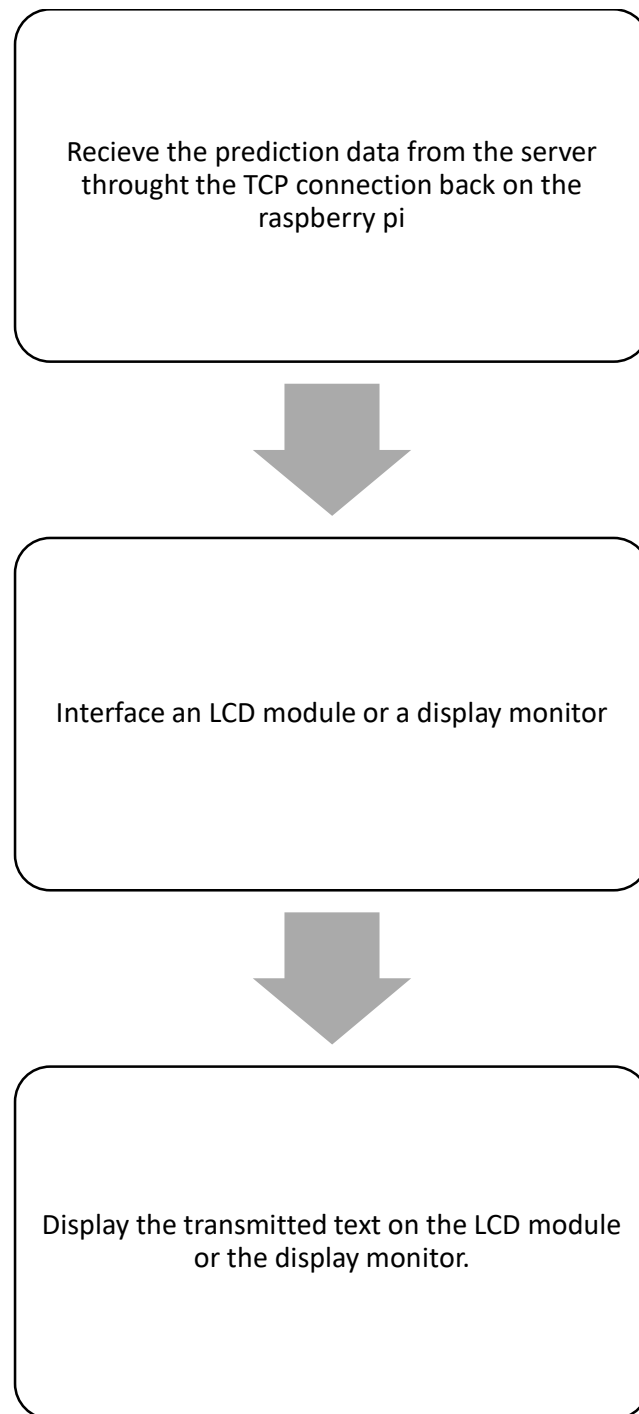 Recieve the prediction data from the server
throught the TCP connection back on the
raspberry pi
Interface an LCD module or a display monitor
Display the transmitted text on the LCD module
or the display monitor.